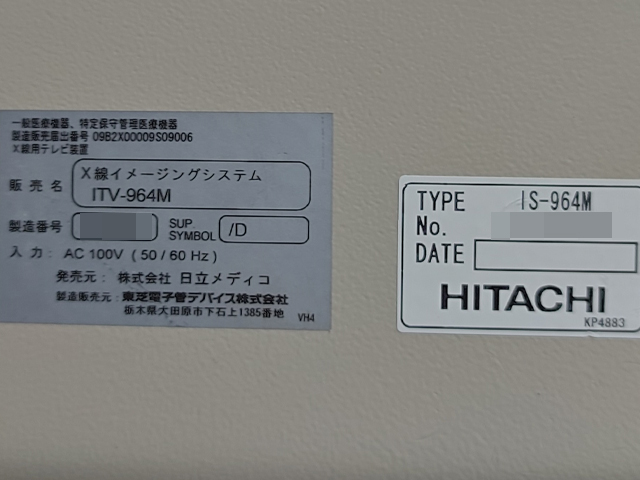 一般医療機器、特定保守管理医療機器
製造販売届出番号 09B2X00009S09006
X線用テレビ装置
販売名 X線イメージングシステム
ITV-964M
製造番号 SUP SYMBOL /D
入力: AC 100V (50/60 Hz)
発売元: 株式会社 日立メディコ
製造販売元: 東芝電子管デバイス株式会社
栃木県大田原市下石上1385番地 VH4
TYPE IS-964M
No.
DATE
HITACHI
KP4883